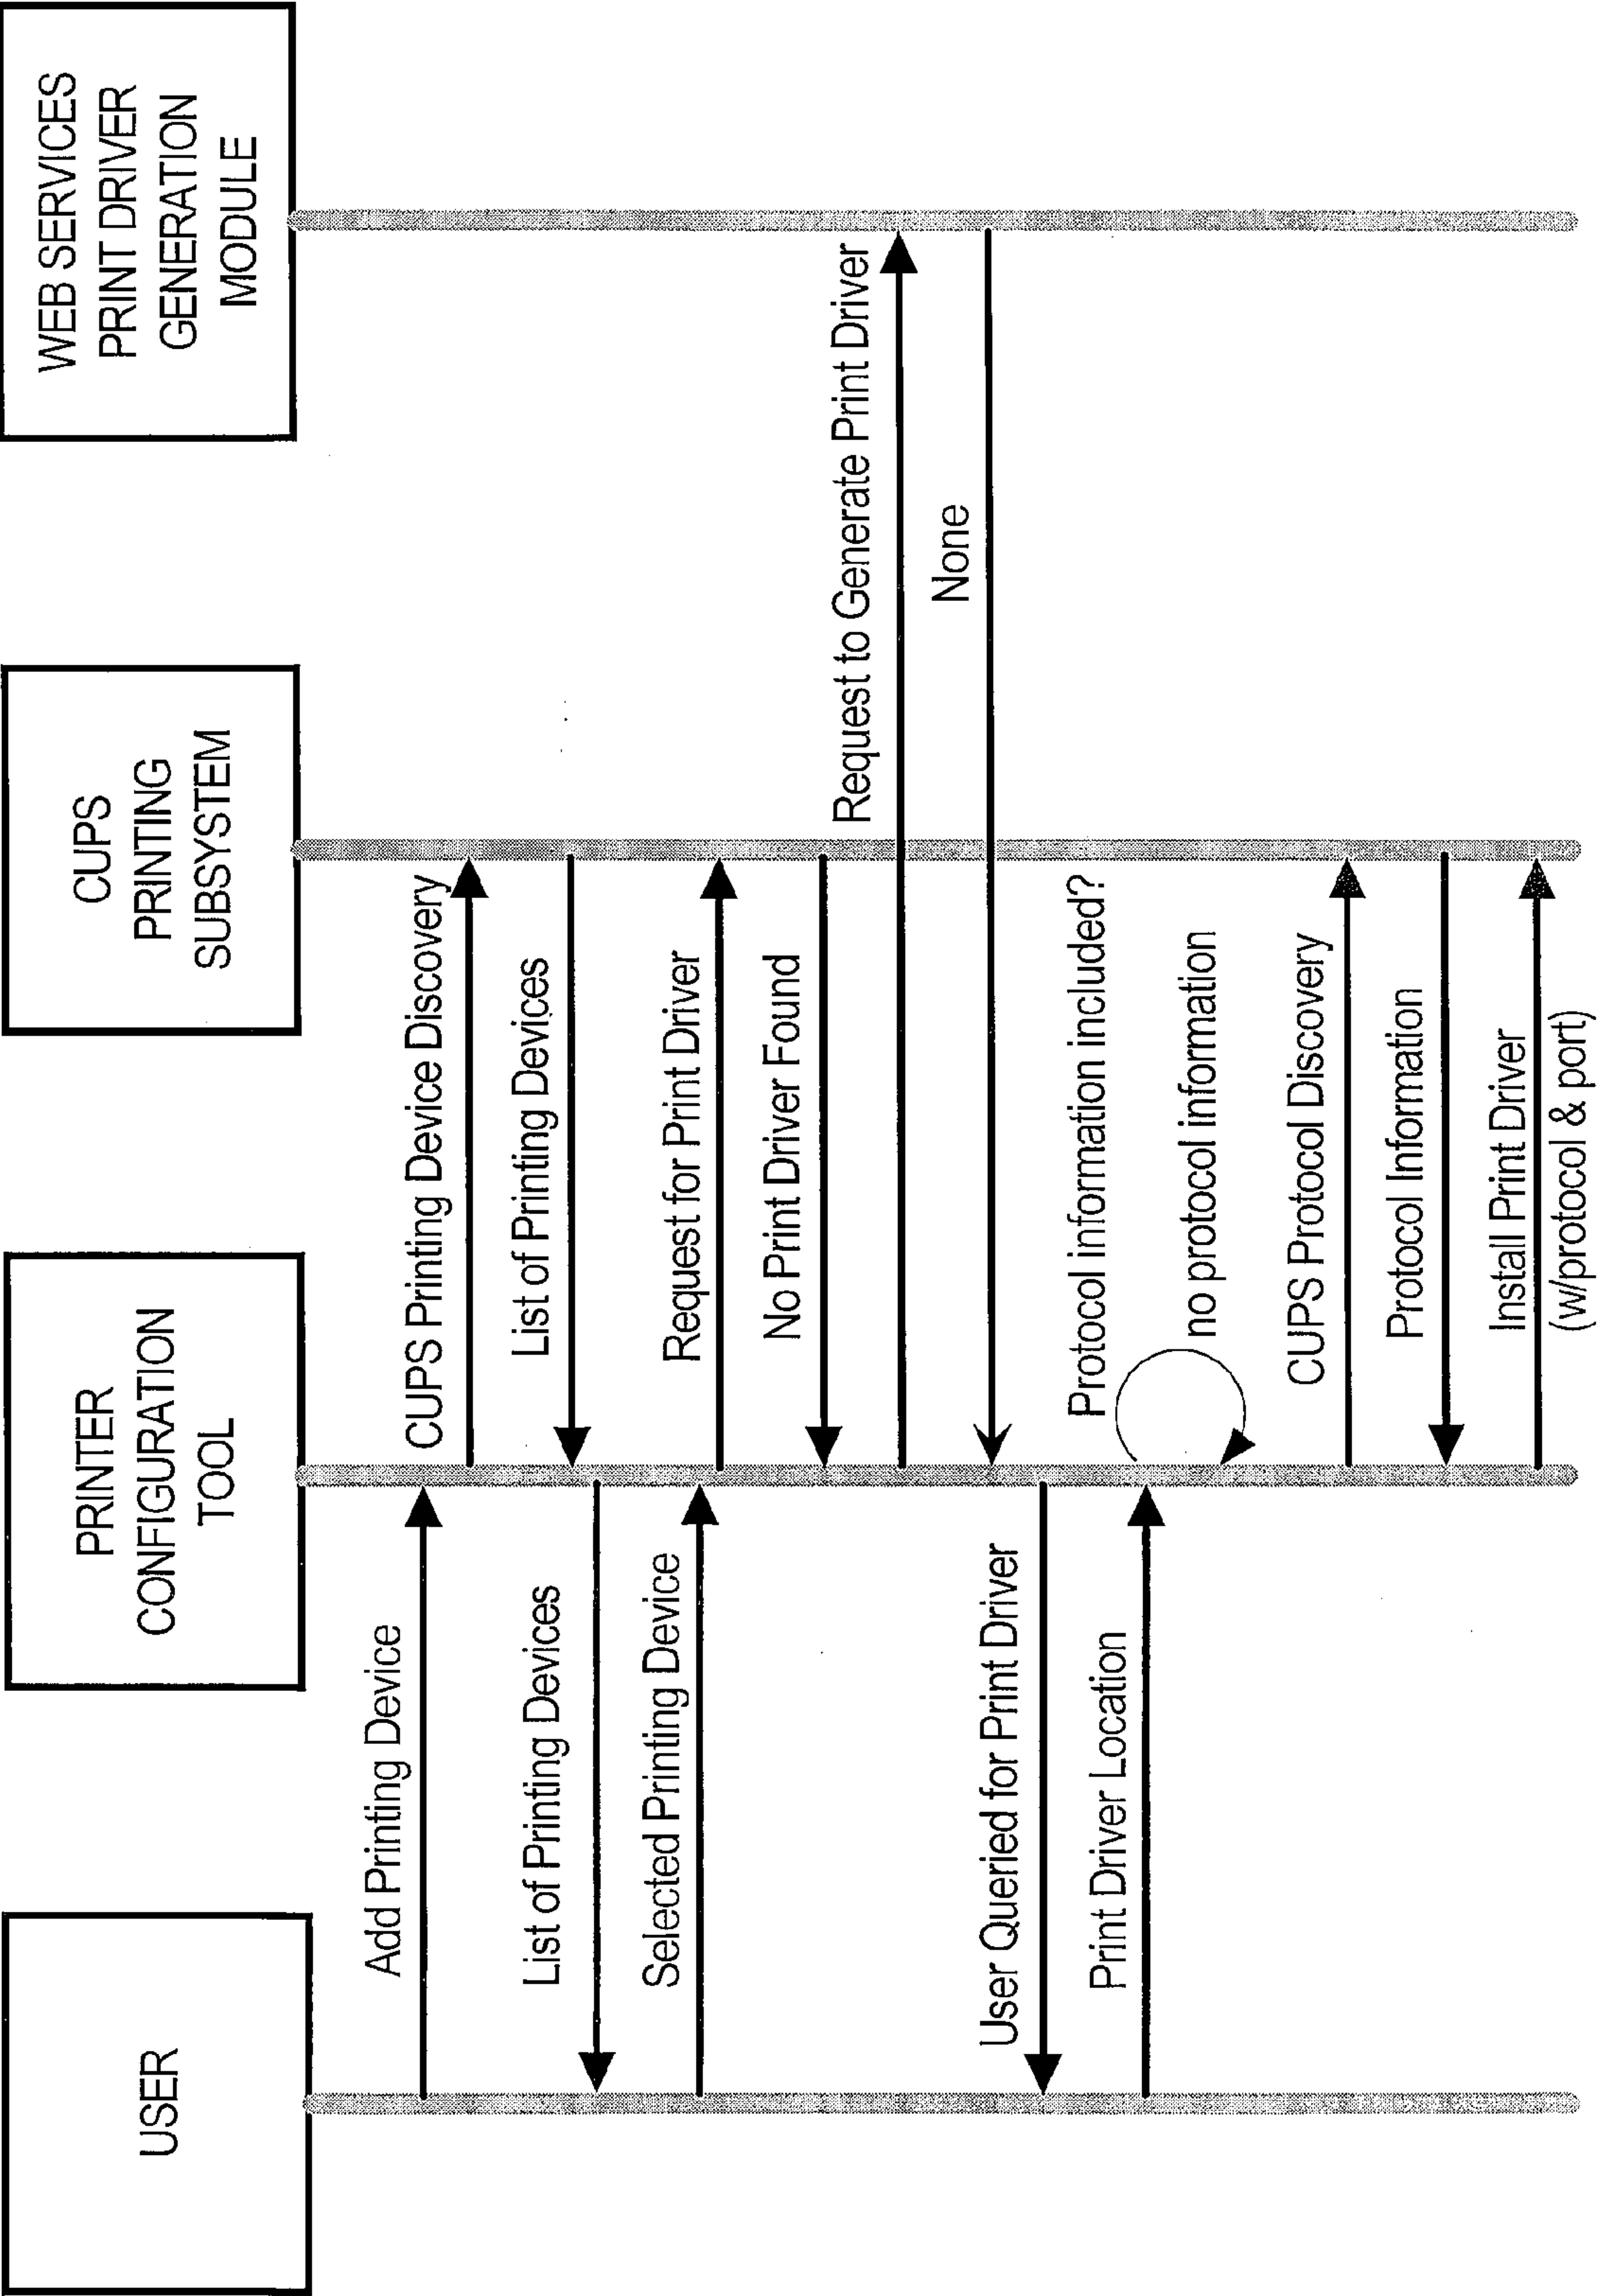 USER
PRINTER
CONFIGURATION
TOOL
CUPS
PRINTING
SUBSYSTEM
WEB SERVICES
PRINT DRIVER
GENERATION
MODULE
Add Printing Device
CUPS Printing Device Discovery
List of Printing Devices
List of Printing Devices
Selected Printing Device
Request for Print Driver
No Print Driver Found
Request to Generate Print Driver
None
User Queried for Print Driver
Print Driver Location
Protocol information included?
no protocol information
CUPS Protocol Discovery
Protocol Information
Install Print Driver
(w/protocol & port)